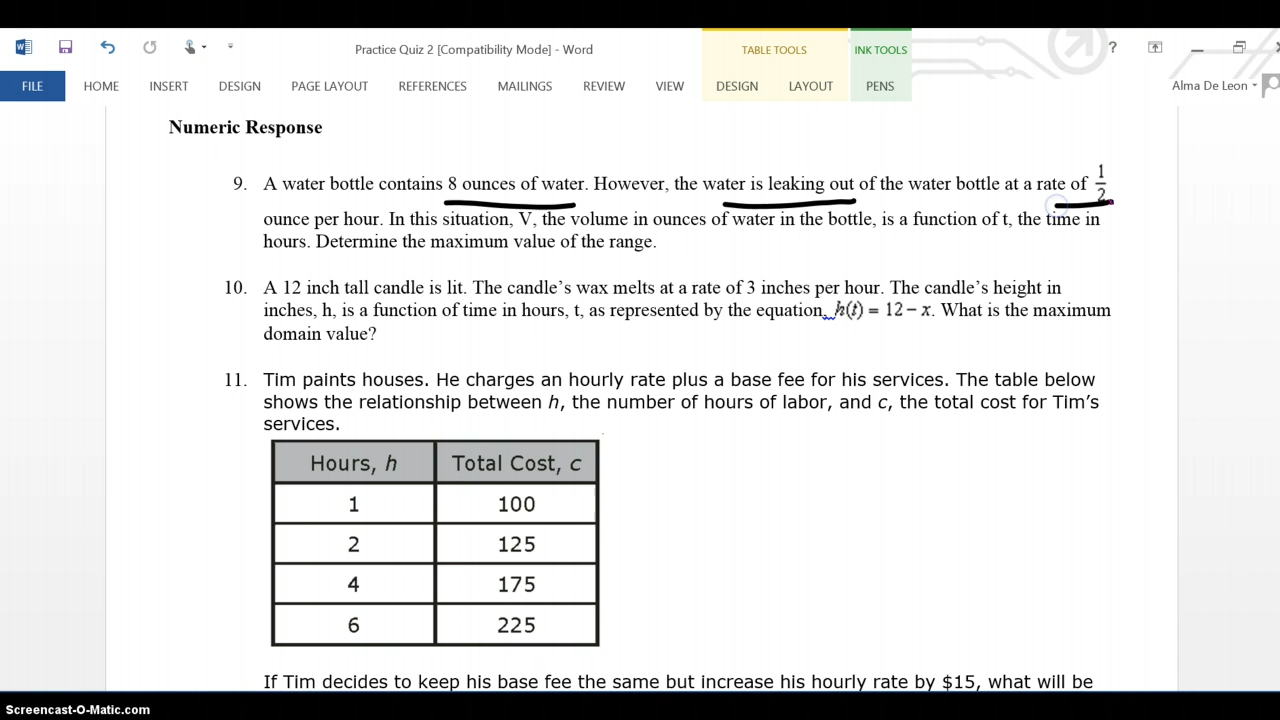 Practice Quiz 2 [Compatibility Mode] - Word
TABLE TOOLS
INK TOOLS
?
FILE
HOME
INSERT
DESIGN
PAGE LAYOUT
REFERENCES
MAILINGS
REVIEW
VIEW
DESIGN
LAYOUT
PENS
Alma De Leon
Numeric Response
9. A water bottle contains 8 ounces of water. However, the water is leaking out of the water bottle at a rate of 1/2
ounce per hour. In this situation, V, the volume in ounces of water in the bottle, is a function of t, the time in
hours. Determine the maximum value of the range.
10. A 12 inch tall candle is lit. The candle's wax melts at a rate of 3 inches per hour. The candle's height in
inches, h, is a function of time in hours, t, as represented by the equation, h(t) = 12 – x. What is the maximum
domain value?
11. Tim paints houses. He charges an hourly rate plus a base fee for his services. The table below
shows the relationship between h, the number of hours of labor, and c, the total cost for Tim's
services.
Hours, h Total Cost, c
1 100
2 125
4 175
6 225
If Tim decides to keep his base fee the same but increase his hourly rate by $15, what will be
Screencast-O-Matic.com